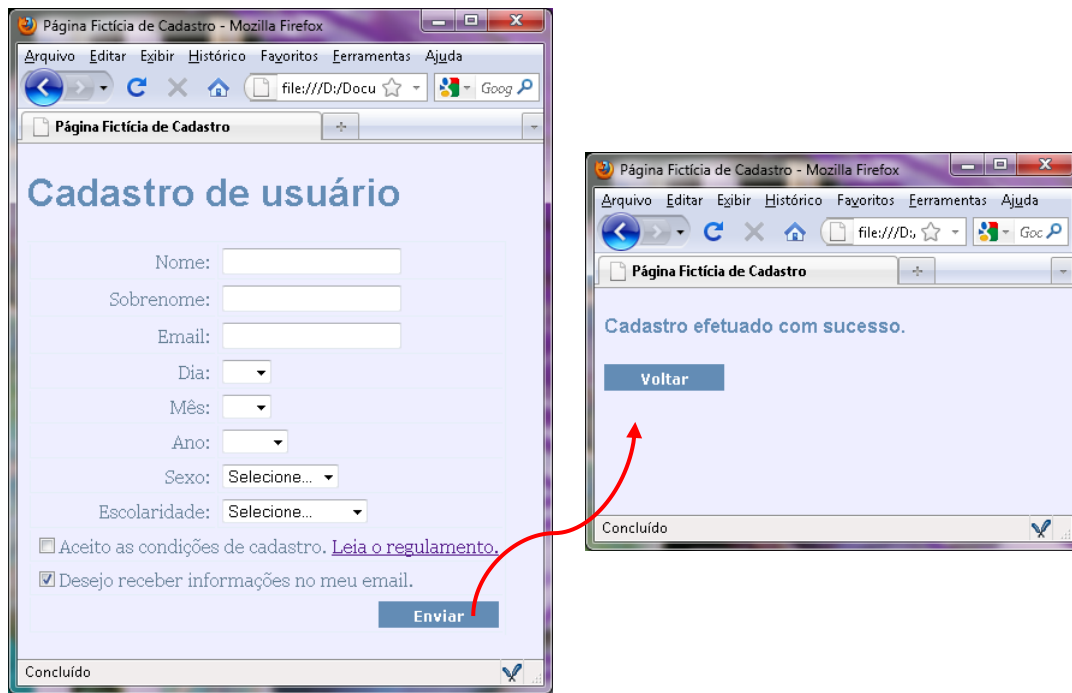 Página Fictícia de Cadastro - Mozilla Firefox
Arquivo Editar Exibir Histórico Favoritos Ferramentas Ajuda
file:///D:/Docu Goog
Página Fictícia de Cadastro
Cadastro de usuário
Nome:
Sobrenome:
Email:
Dia:
Mês:
Ano:
Sexo: Selecione...
Escolaridade: Selecione...
Aceito as condições de cadastro. Leia o regulamento.
Desejo receber informações no meu email.
Enviar
Concluído
Página Fictícia de Cadastro - Mozilla Firefox
Arquivo Editar Exibir Histórico Favoritos Ferramentas Ajuda
file:///D:, Goc
Página Fictícia de Cadastro
Cadastro efetuado com sucesso.
Voltar
Concluído